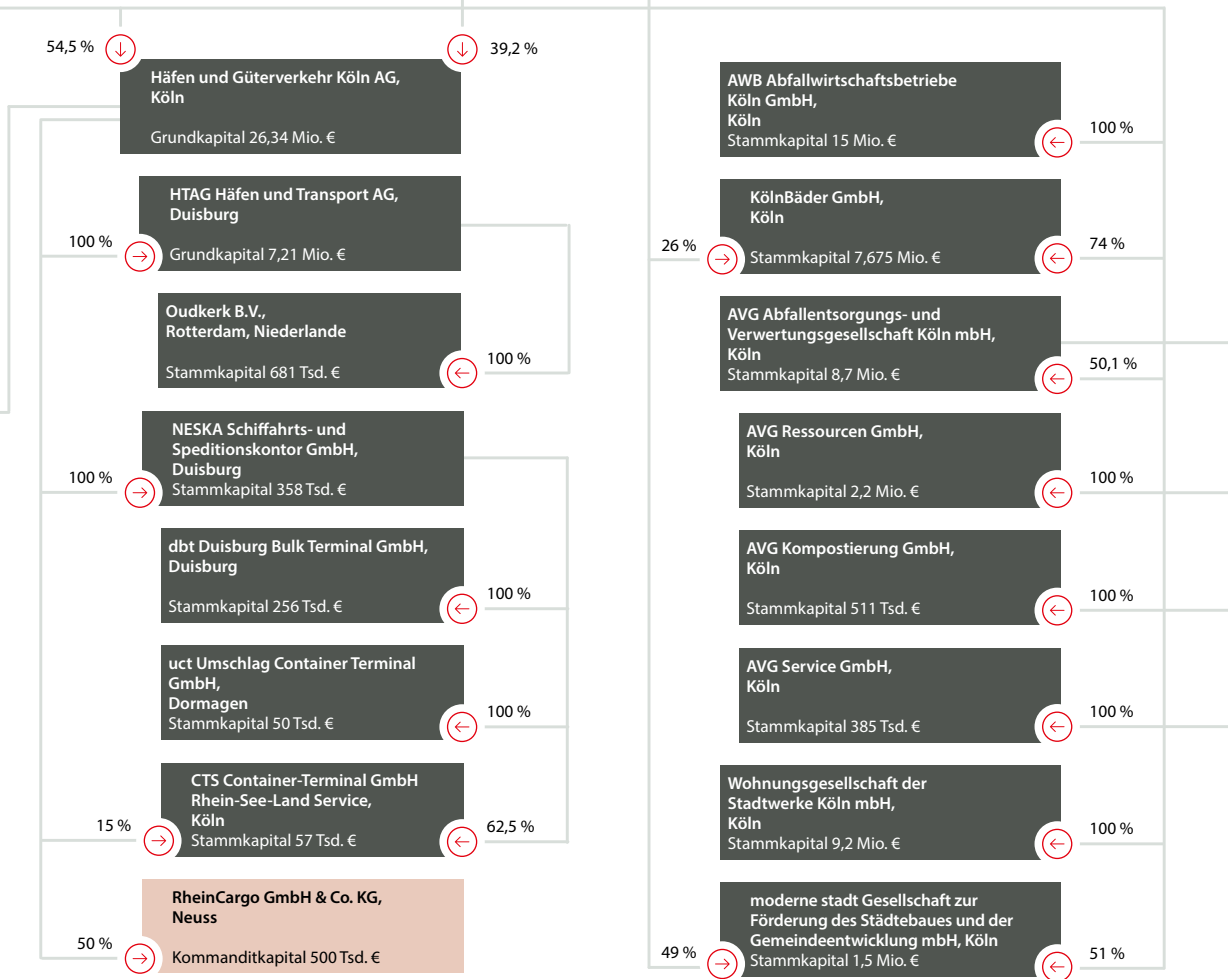 54,5 %
39,2 %
Häfen und Güterverkehr Köln AG,
Köln
Grundkapital 26,34 Mio. €
HTAG Häfen und Transport AG,
Duisburg
100 %
Grundkapital 7,21 Mio. €
Oudkerk B.V.,
Rotterdam, Niederlande
100 %
Stammkapital 681 Tsd. €
NESKA Schiffahrts- und
Speditionskontor GmbH,
Duisburg
100 %
Stammkapital 358 Tsd. €
dbt Duisburg Bulk Terminal GmbH,
Duisburg
100 %
Stammkapital 256 Tsd. €
uct Umschlag Container Terminal
GmbH,
Dormagen
100 %
Stammkapital 50 Tsd. €
CTS Container-Terminal GmbH
Rhein-See-Land Service,
Köln
15 %
62,5 %
Stammkapital 57 Tsd. €
RheinCargo GmbH & Co. KG,
Neuss
50 %
Kommanditkapital 500 Tsd. €
AWB Abfallwirtschaftsbetriebe
Köln GmbH,
Köln
100 %
Stammkapital 15 Mio. €
KölnBäder GmbH,
Köln
26 %
74 %
Stammkapital 7,675 Mio. €
AVG Abfallentsorgungs- und
Verwertungsgesellschaft Köln mbH,
Köln
50,1 %
Stammkapital 8,7 Mio. €
AVG Ressourcen GmbH,
Köln
100 %
Stammkapital 2,2 Mio. €
AVG Kompostierung GmbH,
Köln
100 %
Stammkapital 511 Tsd. €
AVG Service GmbH,
Köln
100 %
Stammkapital 385 Tsd. €
Wohnungsgesellschaft der
Stadtwerke Köln mbH,
Köln
100 %
Stammkapital 9,2 Mio. €
moderne stadt Gesellschaft zur
Förderung des Städtebaues und der
Gemeindeentwicklung mbH, Köln
49 %
51 %
Stammkapital 1,5 Mio. €